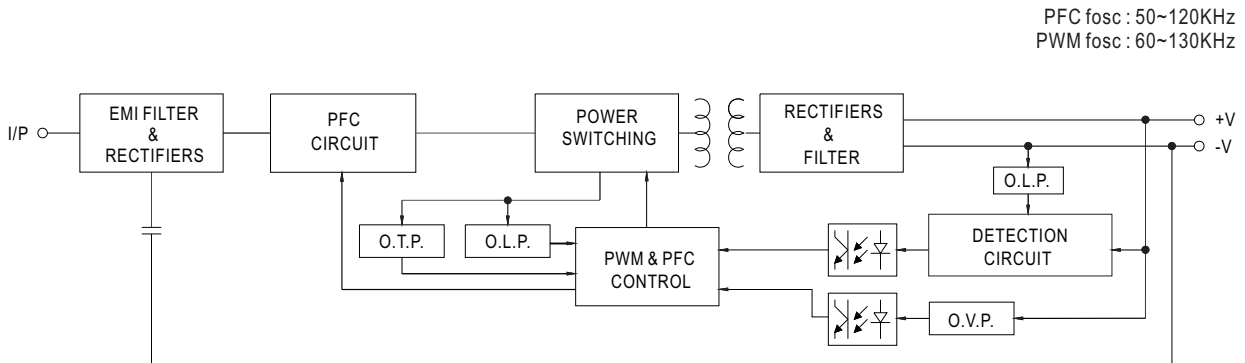 PFC fosc : 50~120KHz
PWM fosc : 60~130KHz
I/P
EMI FILTER
&
RECTIFIERS
PFC
CIRCUIT
POWER
SWITCHING
RECTIFIERS
&
FILTER
+V
-V
O.L.P.
O.T.P.
O.L.P.
PWM & PFC
CONTROL
DETECTION
CIRCUIT
O.V.P.